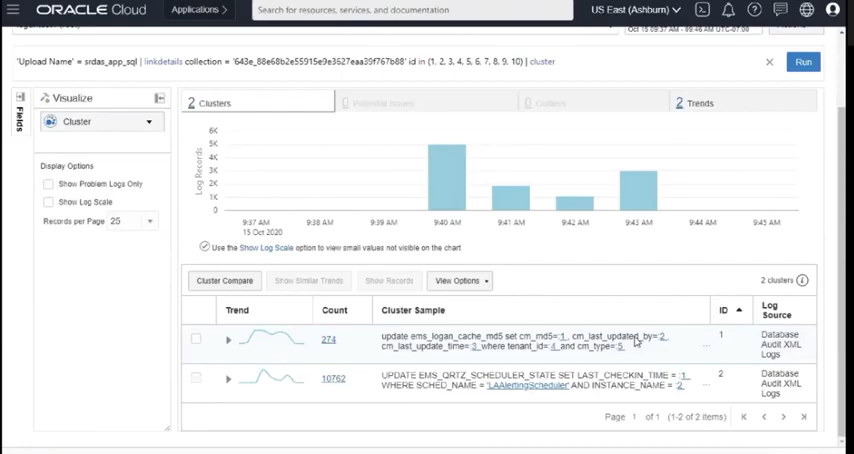 ORACLE Cloud
Applications >
Search for resources, services, and documentation
US East (Ashburn)
Oct 15 09:37 AM - 09:46 AM UTC-07:00
'Upload Name' = srdas_app_sql | linkdetails collection = '643e_88e68b2e55915e9e3627eaa39f767b88' id in (1, 2, 3, 4, 5, 6, 7, 8, 9, 10) | cluster
Run
Fields
Visualize
Cluster
Display Options
Show Problem Logs Only
Show Log Scale
Records per Page 25
2 Clusters
0 Potential Issues
0 Outliers
2 Trends
Log Records
6K
5K
4K
3K
2K
1K
0
9:37 AM 9:38 AM 9:39 AM 9:40 AM 9:41 AM 9:42 AM 9:43 AM 9:44 AM 9:45 AM
15 Oct 2020
Use the Show Log Scale option to view small values not visible on the chart
Cluster Compare
Show Similar Trends
Show Records
View Options
2 clusters
Trend Count Cluster Sample ID Log Source
274
update ems_logan_cache_md5 set cm_md5=:1 , cm_last_updated_by=:2 ,
cm_last_update_time=:3 where tenant_id=:4 and cm_type=:5
...
1
Database
Audit XML
Logs
10762
UPDATE EMS_QRTZ_SCHEDULER_STATE SET LAST_CHECKIN_TIME = :1
WHERE SCHED_NAME = 'LAAlertingScheduler' AND INSTANCE_NAME = :2
...
2
Database
Audit XML
Logs
Page 1 of 1 (1-2 of 2 items)